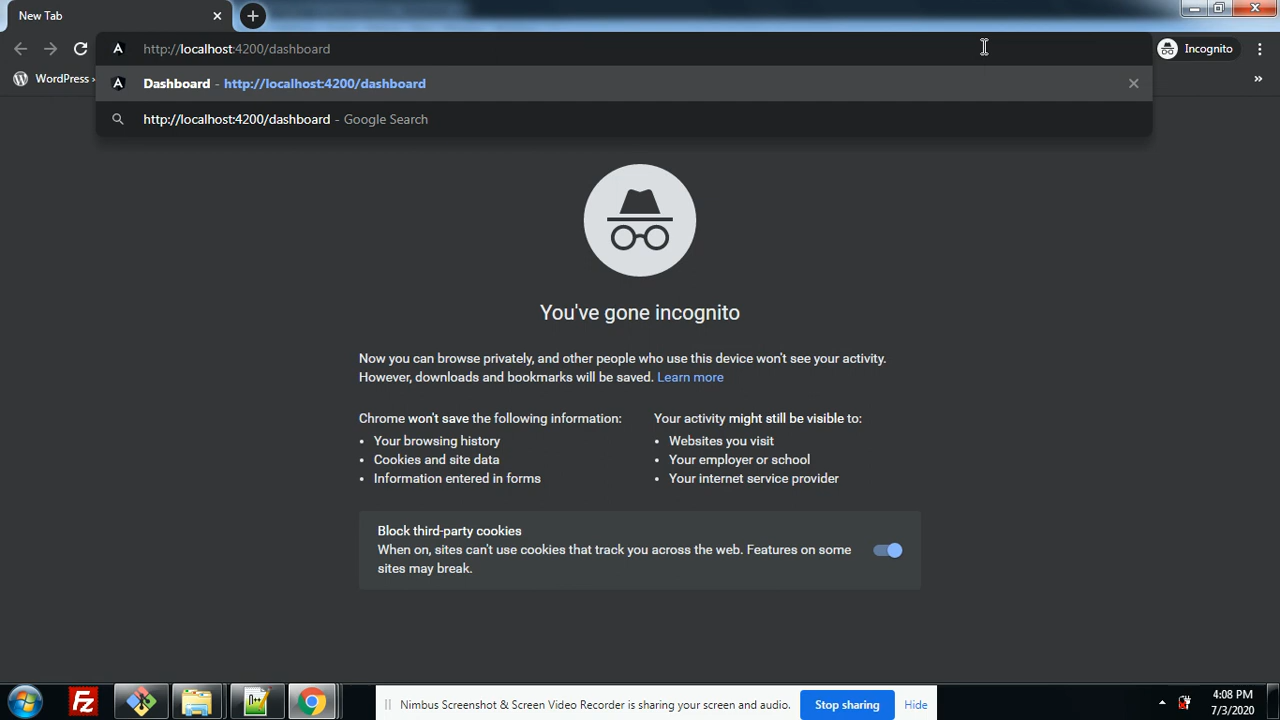 New Tab
http://localhost:4200/dashboard
Incognito
WordPress
Dashboard - http://localhost:4200/dashboard
http://localhost:4200/dashboard - Google Search
You've gone incognito
Now you can browse privately, and other people who use this device won't see your activity.
However, downloads and bookmarks will be saved. Learn more
Chrome won't save the following information:
• Your browsing history
• Cookies and site data
• Information entered in forms
Your activity might still be visible to:
• Websites you visit
• Your employer or school
• Your internet service provider
Block third-party cookies
When on, sites can't use cookies that track you across the web. Features on some
sites may break.
Nimbus Screenshot & Screen Video Recorder is sharing your screen and audio.
Stop sharing
Hide
4:08 PM
7/3/2020